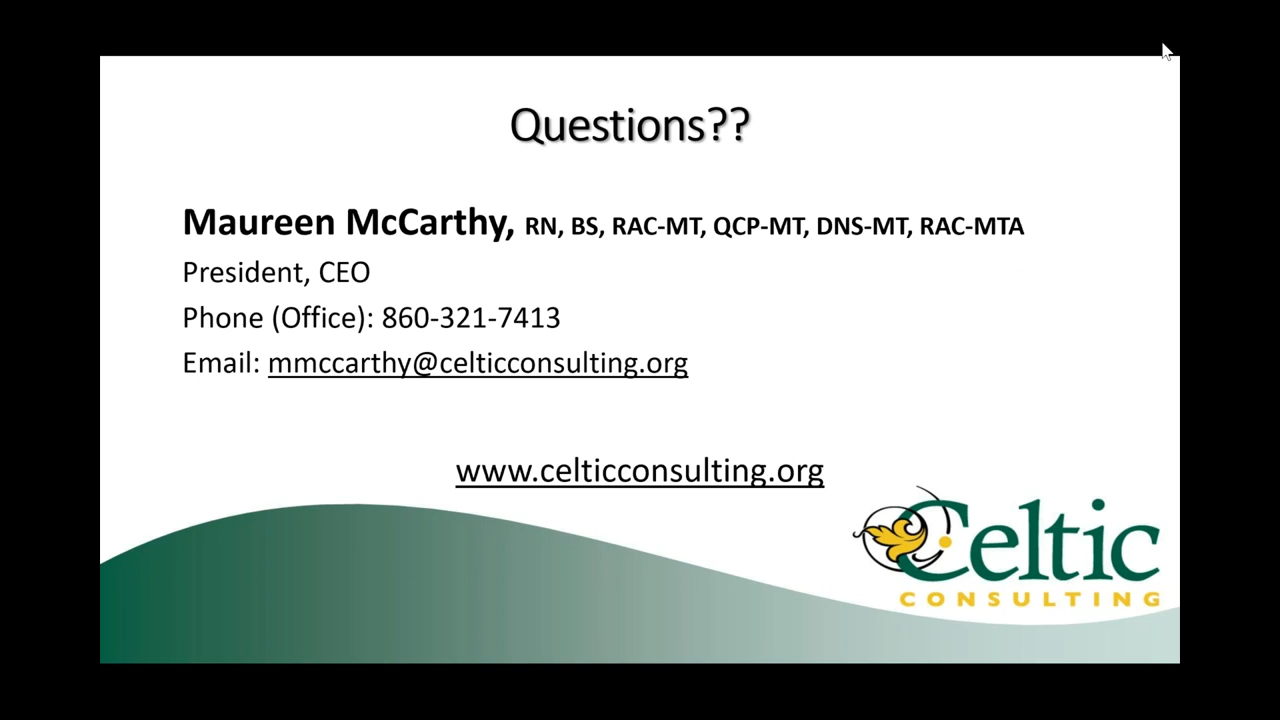 Questions??
Maureen McCarthy, RN, BS, RAC-MT, QCP-MT, DNS-MT, RAC-MTA
President, CEO
Phone (Office): 860-321-7413
Email: mmccarthy@celticconsulting.org
www.celticconsulting.org
Celtic
CONSULTING